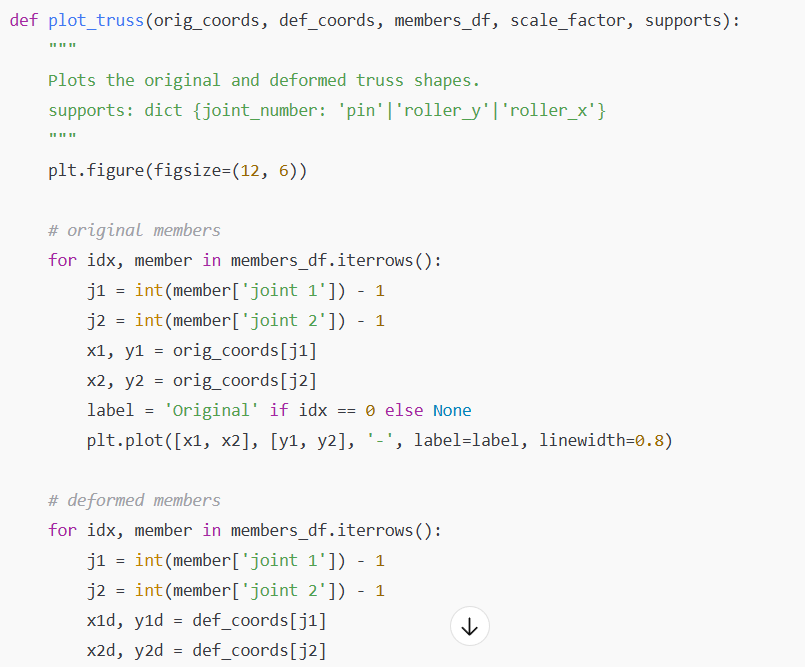 def plot_truss(orig_coords, def_coords, members_df, scale_factor, supports):
    """
    Plots the original and deformed truss shapes.
    supports: dict {joint_number: 'pin'|'roller_y'|'roller_x'}
    """
    plt.figure(figsize=(12, 6))

    # original members
    for idx, member in members_df.iterrows():
        j1 = int(member['joint 1']) - 1
        j2 = int(member['joint 2']) - 1
        x1, y1 = orig_coords[j1]
        x2, y2 = orig_coords[j2]
        label = 'Original' if idx == 0 else None
        plt.plot([x1, x2], [y1, y2], '-', label=label, linewidth=0.8)

    # deformed members
    for idx, member in members_df.iterrows():
        j1 = int(member['joint 1']) - 1
        j2 = int(member['joint 2']) - 1
        x1d, y1d = def_coords[j1]
        x2d, y2d = def_coords[j2]